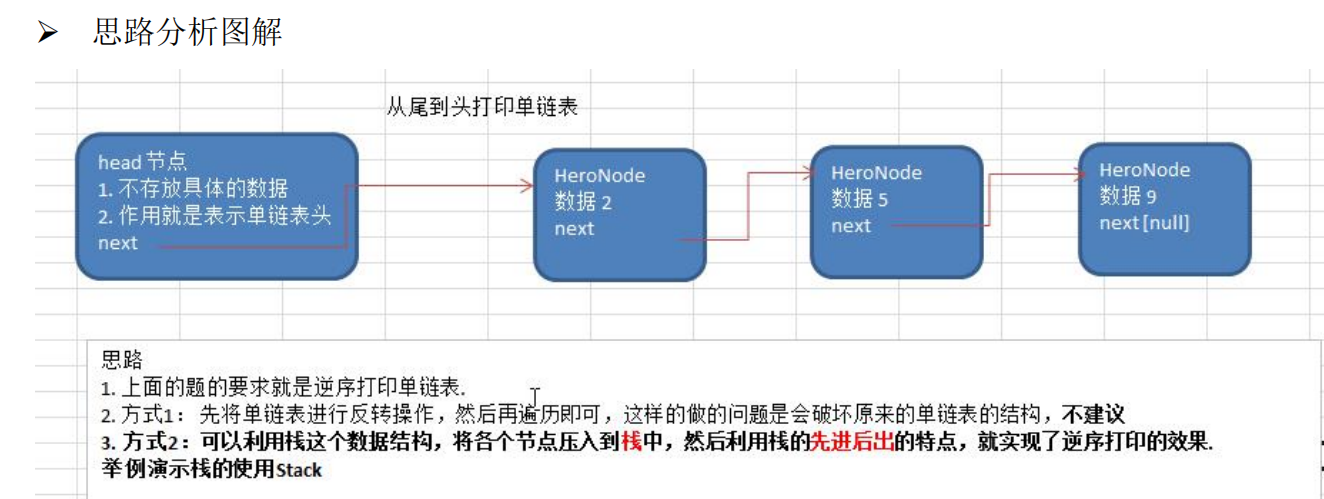 ➢ 思路分析图解
从尾到头打印单链表
head 节点
1. 不存放具体的数据
2. 作用就是表示单链表头
next
HeroNode
数据 2
next
HeroNode
数据 5
next
HeroNode
数据 9
next [null]
思路
1. 上面的题的要求就是逆序打印单链表.
2. 方式1： 先将单链表进行反转操作，然后再遍历即可，这样的做的问题是会破坏原来的单链表的结构，不建议
3. 方式2：可以利用栈这个数据结构，将各个节点压入到栈中，然后利用栈的先进后出的特点，就实现了逆序打印的效果.
举例演示栈的使用Stack